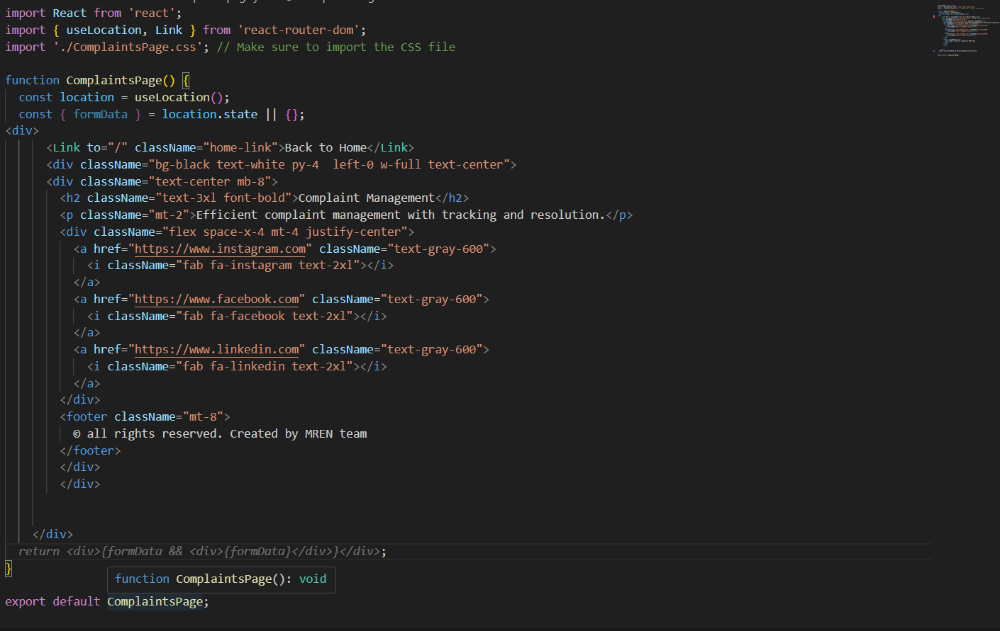 import React from 'react';
import { useLocation, Link } from 'react-router-dom';
import './ComplaintsPage.css'; // Make sure to import the CSS file

function ComplaintsPage() {
  const location = useLocation();
  const { formData } = location.state || {};
<div>
      <Link to="/" className="home-link">Back to Home</Link>
      <div className="bg-black text-white py-4  left-0 w-full text-center">
      <div className="text-center mb-8">
        <h2 className="text-3xl font-bold">Complaint Management</h2>
        <p className="mt-2">Efficient complaint management with tracking and resolution.</p>
        <div className="flex space-x-4 mt-4 justify-center">
          <a href="https://www.instagram.com" className="text-gray-600">
            <i className="fab fa-instagram text-2xl"></i>
          </a>
          <a href="https://www.facebook.com" className="text-gray-600">
            <i className="fab fa-facebook text-2xl"></i>
          </a>
          <a href="https://www.linkedin.com" className="text-gray-600">
            <i className="fab fa-linkedin text-2xl"></i>
          </a>
        </div>
        <footer className="mt-8">
          © all rights reserved. Created by MREN team
        </footer>
        </div>
        </div>


    </div>
  return <div>{formData && <div>{formData}</div>}</div>;
}
function ComplaintsPage(): void
export default ComplaintsPage;